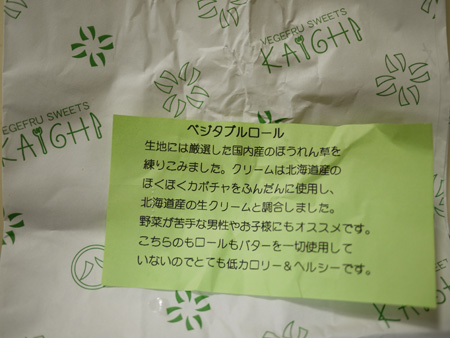 VEGEFRU SWEETS
KAIGHI
VEGEFRU SWEETS
KAIGHI
ベジタブルロール
生地には厳選した国内産のほうれん草を
練りこみました。クリームは北海道産の
ほくほくカボチャをふんだんに使用し、
北海道産の生クリームと調合しました。
野菜が苦手な男性やお子様にもオススメです。
こちらのもロールもバターを一切使用して
いないのでとても低カロリー＆ヘルシーです。
VEGEFRU SWEETS
KAIGHI